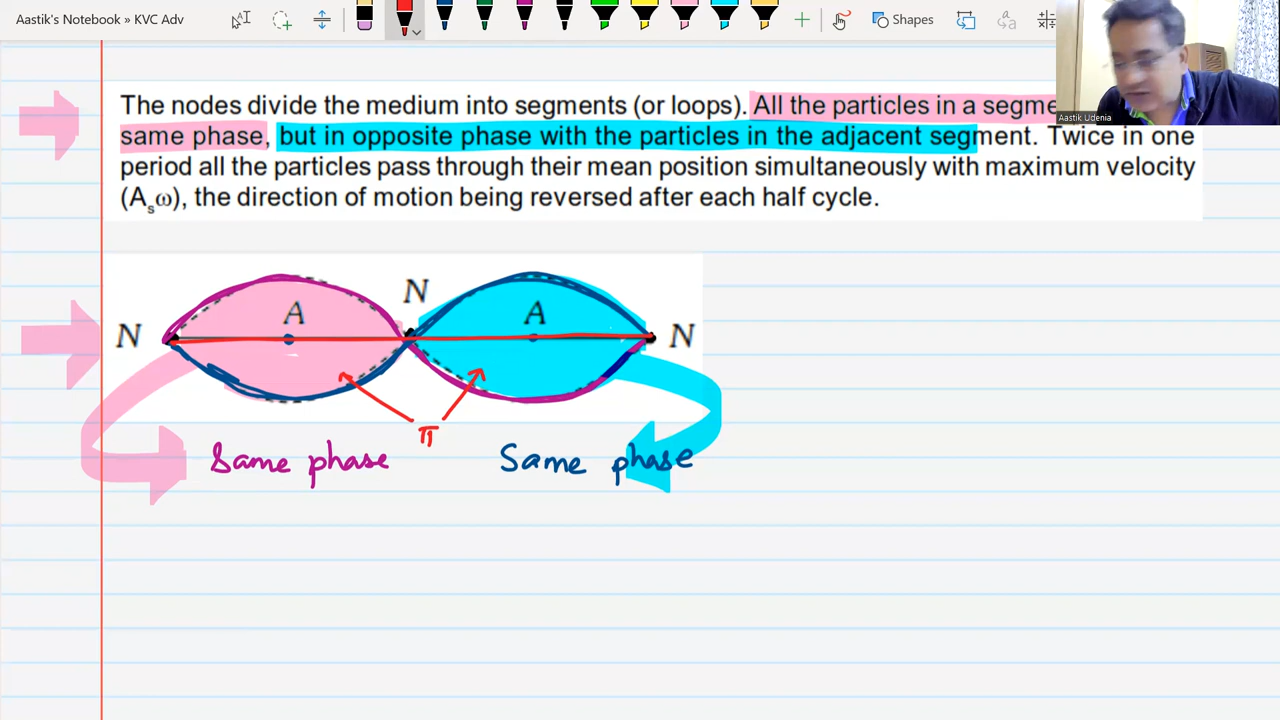 Aastik's Notebook » KVC Adv
Shapes
Aastik Udenia
The nodes divide the medium into segments (or loops). All the particles in a segme
same phase, but in opposite phase with the particles in the adjacent segment. Twice in one
period all the particles pass through their mean position simultaneously with maximum velocity
(Asω), the direction of motion being reversed after each half cycle.
N
A
N
A
N
π
Same phase
Same phase